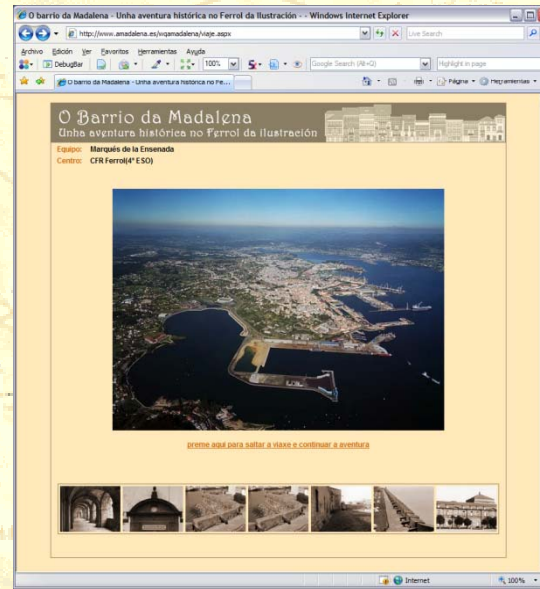 O barrio da Madalena - Unha aventura histórica no Ferrol da Ilustración - - Windows Internet Explorer
http://www.amadalena.es/wqamadalena/viaje.aspx
Live Search
Archivo Edición Ver Favoritos Herramientas Ayuda
DebugBar 100% Google Search (Alt+Q) Highlight in page
O barrio da Madalena - Unha aventura histórica no Fe...
Página Herramientas
O Barrio da Madalena
Unha aventura histórica no Ferrol da ilustración
Equipo: Marqués de la Ensenada
Centro: CFR Ferrol(4º ESO)
preme aquí para saltar a viaxe e continuar a aventura
Internet 100%